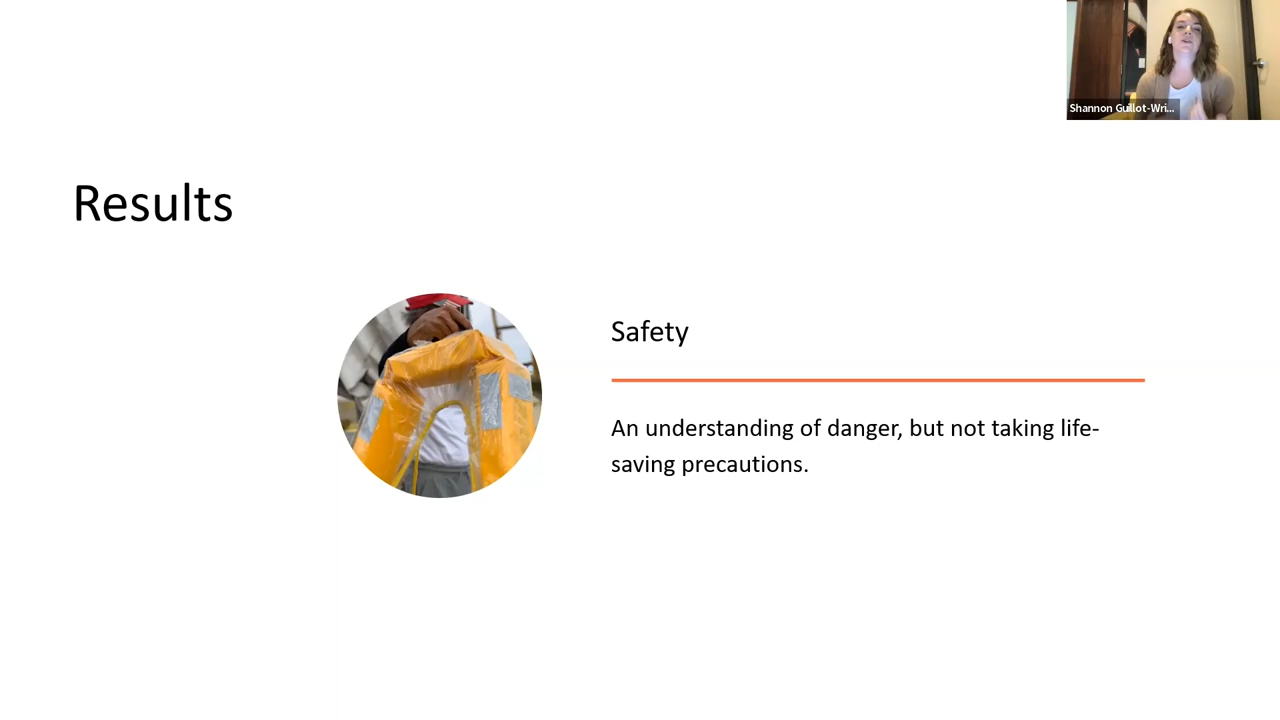 Shannon Guillot-Wri...
Results
Safety
An understanding of danger, but not taking life-
saving precautions.